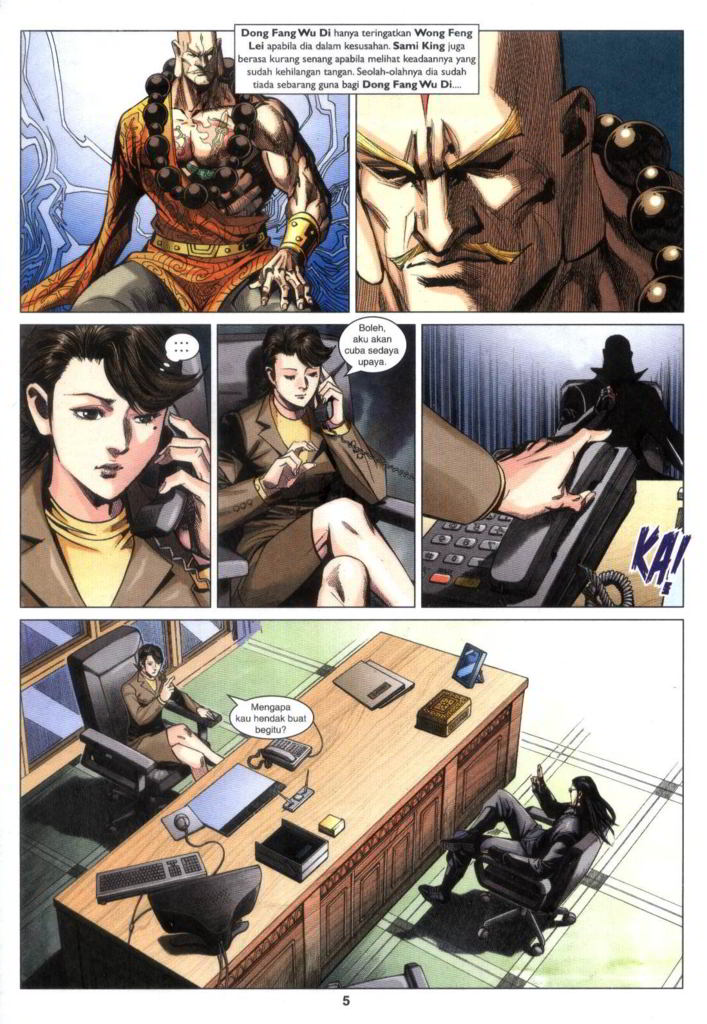 Dong Fang Wu Di hanya teringatkan Wong Feng
Lei apabila dia dalam kesusahan. Sami King juga
berasa kurang senang apabila melihat keadaannya yang
sudah kehilangan tangan. Seolah-olahnya dia sudah
tiada sebarang guna bagi Dong Fang Wu Di....
...
...
Boleh,
aku akan
cuba sedaya
upaya.
KA!
Mengapa
kau hendak buat
begitu?
5